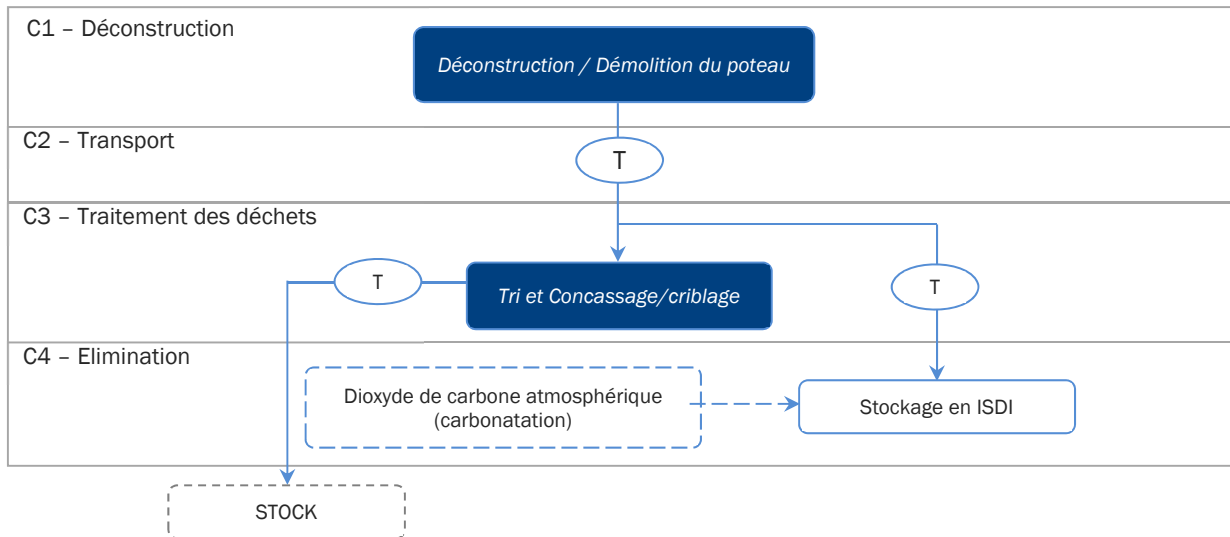 C1 – Déconstruction
Déconstruction / Démolition du poteau
C2 – Transport
T
C3 – Traitement des déchets
T
Tri et Concassage/criblage
T
C4 – Elimination
Dioxyde de carbone atmosphérique
(carbonatation)
Stockage en ISDI
STOCK